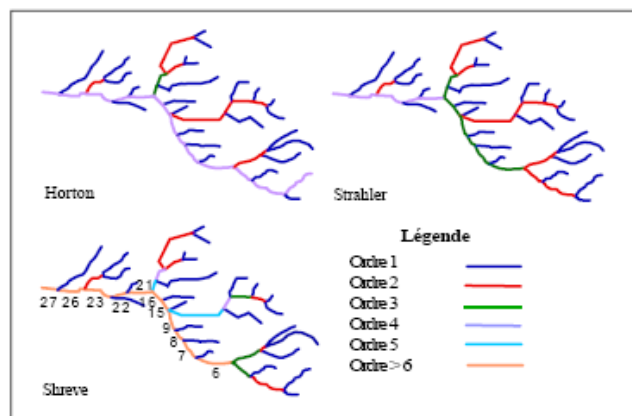 Horton
Strahler
Légende
Ordre 1
Ordre 2
Ordre 3
Ordre 4
Ordre 5
Ordre > 6
21
27 26 23 22 16
15
9
8
7
6
Shreve